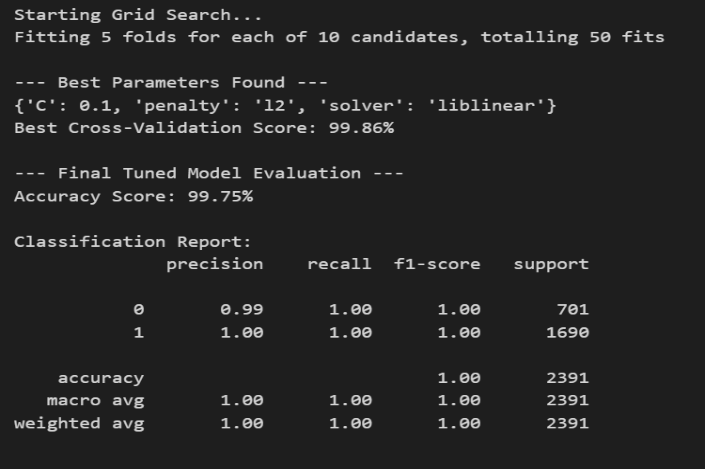 Starting Grid Search...
Fitting 5 folds for each of 10 candidates, totalling 50 fits
--- Best Parameters Found ---
{'C': 0.1, 'penalty': 'l2', 'solver': 'liblinear'}
Best Cross-Validation Score: 99.86%
--- Final Tuned Model Evaluation ---
Accuracy Score: 99.75%
Classification Report:
              precision    recall  f1-score   support
           0       0.99      1.00      1.00       701
           1       1.00      1.00      1.00      1690
    accuracy                           1.00      2391
   macro avg       1.00      1.00      1.00      2391
weighted avg       1.00      1.00      1.00      2391